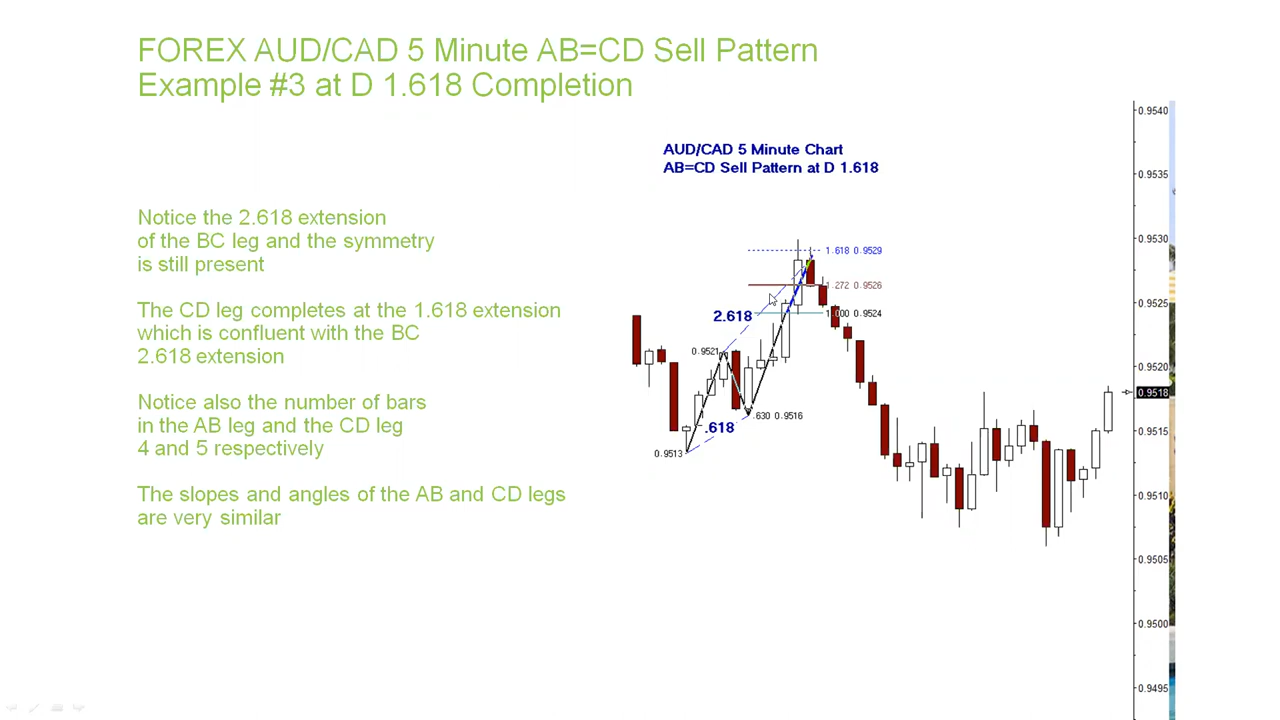 FOREX AUD/CAD 5 Minute AB=CD Sell Pattern
Example #3 at D 1.618 Completion
Notice the 2.618 extension
of the BC leg and the symmetry
is still present
The CD leg completes at the 1.618 extension
which is confluent with the BC
2.618 extension
Notice also the number of bars
in the AB leg and the CD leg
4 and 5 respectively
The slopes and angles of the AB and CD legs
are very similar
AUD/CAD 5 Minute Chart
AB=CD Sell Pattern at D 1.618
1.618 0.9529
1.272 0.9526
2.618
1.000 0.9524
0.9521
.630 0.9516
.618
0.9513
0.9540
0.9535
0.9530
0.9525
0.9520
0.9518
0.9515
0.9510
0.9505
0.9500
0.9495